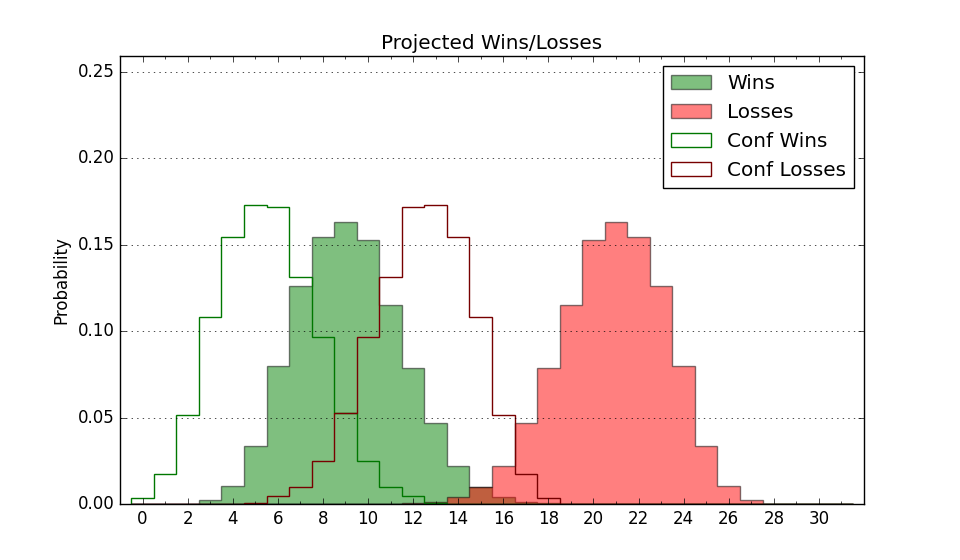 Projected Wins/Losses
0.25
0.20
0.15
0.10
0.05
0.00
Probability
Wins
Losses
Conf Wins
Conf Losses
0 2 4 6 8 10 12 14 16 18 20 22 24 26 28 30